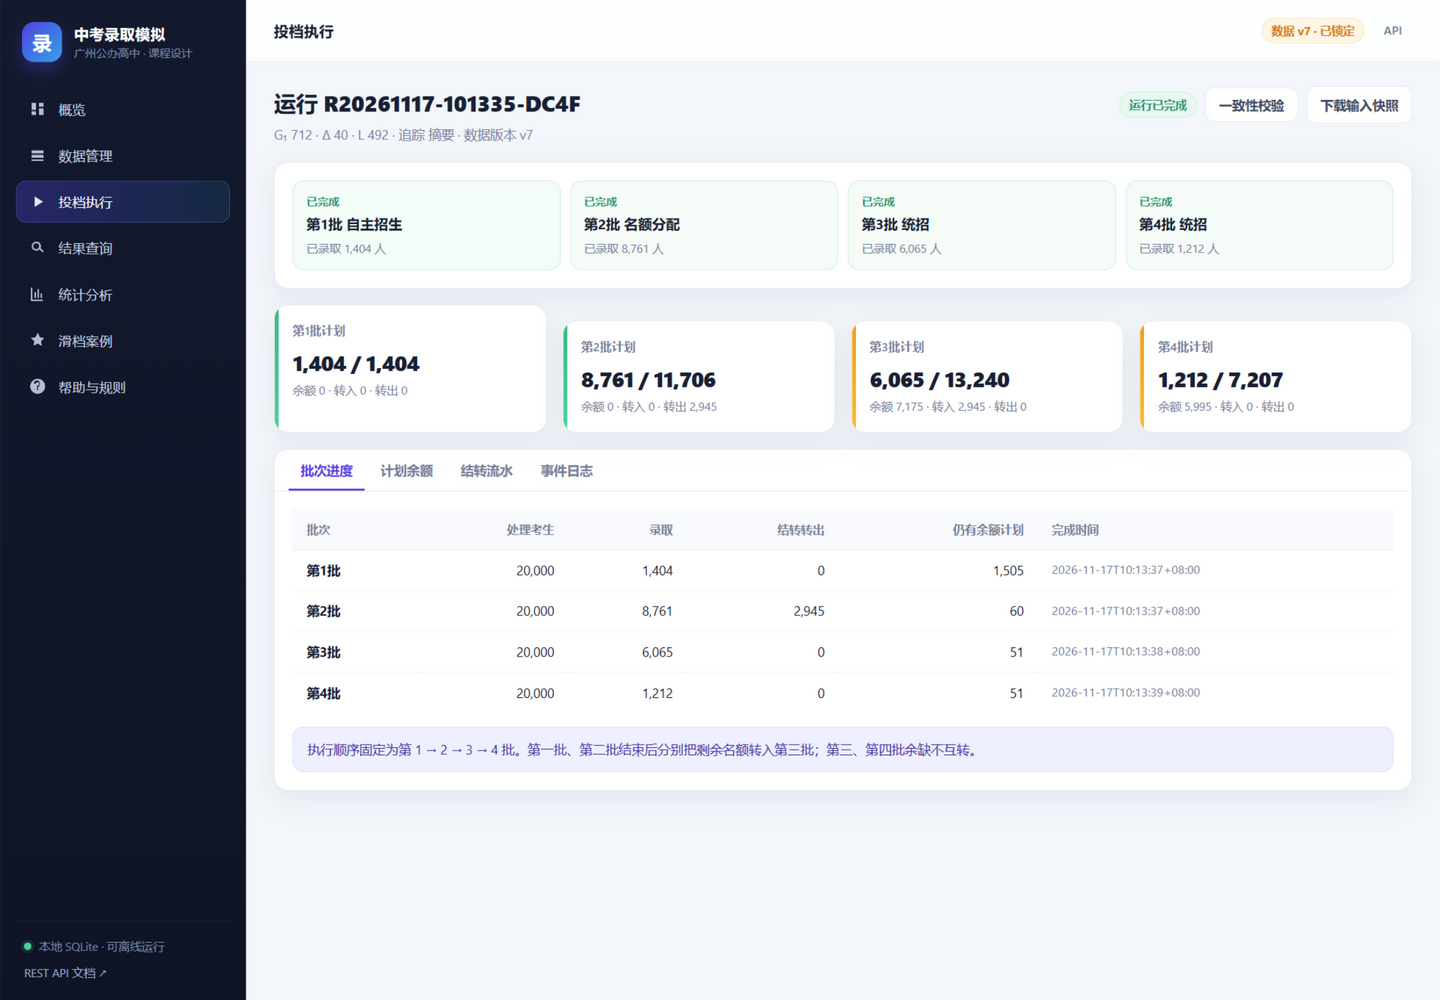 录
中考录取模拟
广州公办高中 · 课程设计
概览
数据管理
投档执行
结果查询
统计分析
滑档案例
帮助与规则
本地 SQLite · 可离线运行
REST API 文档 ↗
投档执行
数据 v7 · 已锁定
API
运行 R20261117-101335-DC4F
G₁ 712 · Δ 40 · L 492 · 追踪 摘要 · 数据版本 v7
运行已完成
一致性校验
下载输入快照
已完成
第1批 自主招生
已录取 1,404 人
已完成
第2批 名额分配
已录取 8,761 人
已完成
第3批 统招
已录取 6,065 人
已完成
第4批 统招
已录取 1,212 人
第1批计划
1,404 / 1,404
余额 0 · 转入 0 · 转出 0
第2批计划
8,761 / 11,706
余额 0 · 转入 0 · 转出 2,945
第3批计划
6,065 / 13,240
余额 7,175 · 转入 2,945 · 转出 0
第4批计划
1,212 / 7,207
余额 5,995 · 转入 0 · 转出 0
批次进度 计划余额 结转流水 事件日志
批次 处理考生 录取 结转转出 仍有余额计划 完成时间
第1批 20,000 1,404 0 1,505 2026-11-17T10:13:37+08:00
第2批 20,000 8,761 2,945 60 2026-11-17T10:13:37+08:00
第3批 20,000 6,065 0 51 2026-11-17T10:13:38+08:00
第4批 20,000 1,212 0 51 2026-11-17T10:13:39+08:00
执行顺序固定为第 1 → 2 → 3 → 4 批。第一批、第二批结束后分别把剩余名额转入第三批；第三、第四批余缺不互转。